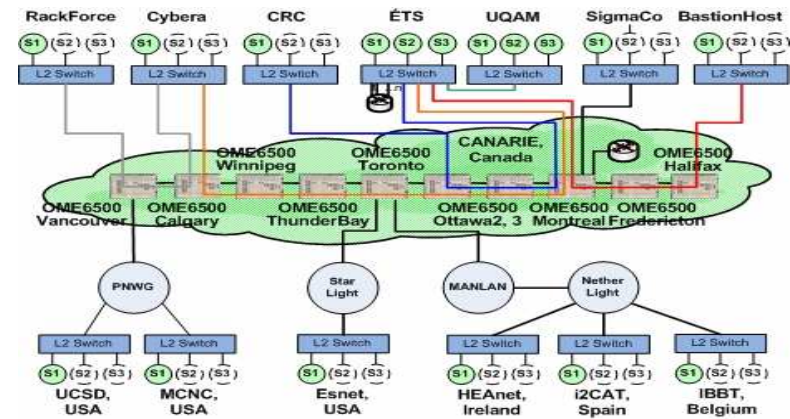 RackForce Cybera CRC ÉTS UQAM SigmaCo BastionHost
S1 (S2) (S3) S1 (S2) (S3) S1 (S2) (S3) S1 S2 S3 S1 S2 S3 S1 (S2) (S3) S1 (S2) (S3)
L2 Switch L2 Switch L2 Switch L2 Switch L2 Switch L2 Switch L2 Switch
CANARIE,
Canada
OME6500 OME6500 OME6500
Winnipeg Toronto Halifax
OME6500 OME6500 OME6500 OME6500 OME6500 OME6500
Vancouver Calgary ThunderBay Ottawa2, 3 Montreal Fredericton
PNWG Star Light MANLAN Nether Light
L2 Switch L2 Switch L2 Switch L2 Switch L2 Switch L2 Switch
S1 (S2) (S3) S1 (S2) (S3) S1 (S2) (S3) S1 (S2) (S3) S1 (S2) (S3) S1 (S2) (S3)
UCSD, MCNC, Esnet, HEAnet, i2CAT, IBBT,
USA USA USA Ireland Spain Belgium